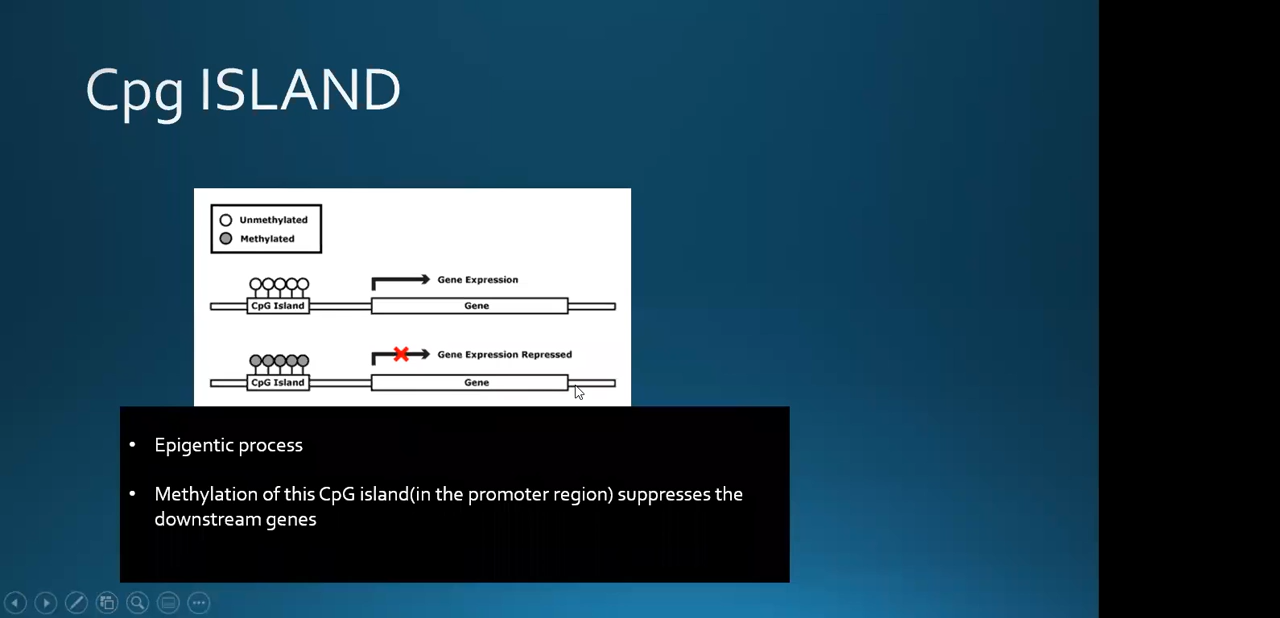 Cpg ISLAND
Unmethylated
Methylated
Gene Expression
CpG Island
Gene
Gene Expression Repressed
CpG Island
Gene
• Epigentic process
• Methylation of this CpG island(in the promoter region) suppresses the
downstream genes